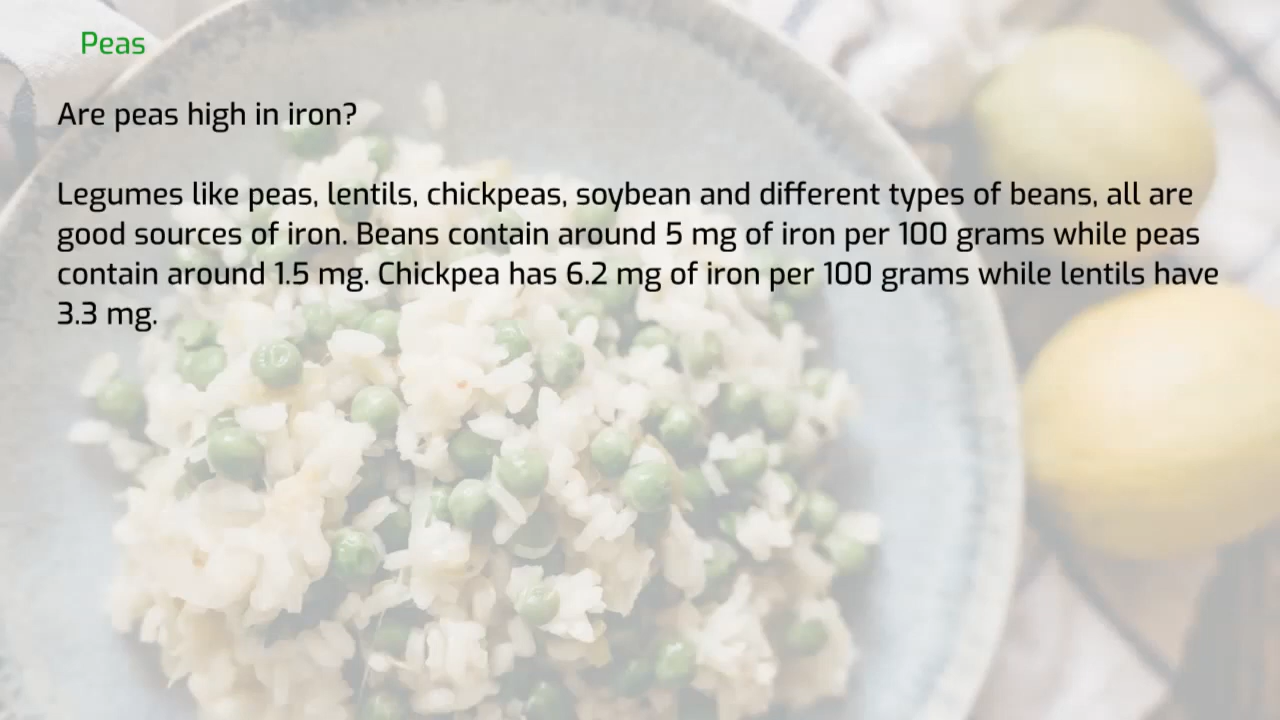 Peas
Are peas high in iron?
Legumes like peas, lentils, chickpeas, soybean and different types of beans, all are
good sources of iron. Beans contain around 5 mg of iron per 100 grams while peas
contain around 1.5 mg. Chickpea has 6.2 mg of iron per 100 grams while lentils have
3.3 mg.